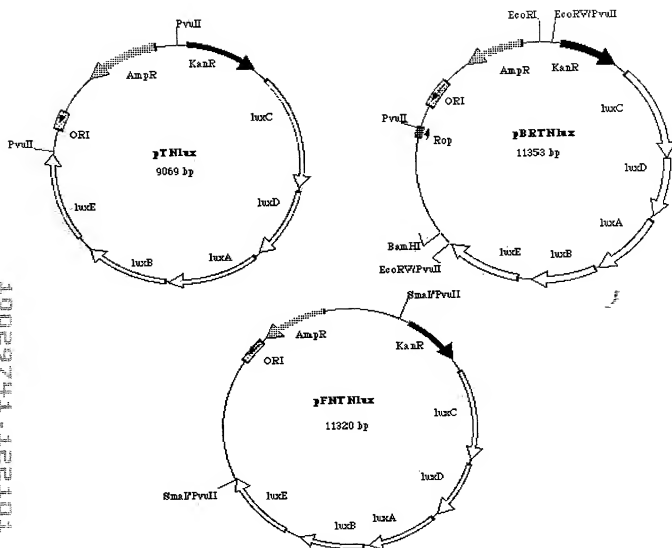 PvuII
KanR
AmpR
ORI
PvuII
luxC
pTNlux
9069 bp
luxD
luxE
luxA
luxB
EcoRI
EcoRV/PvuII
KanR
AmpR
ORI
luxC
PvuII
Rop
pBRTNlux
11353 bp
luxD
luxA
BamHI
luxE
luxB
EcoRV/PvuII
SmaI/PvuII
AmpR
KanR
ORI
pFNTNlux
11320 bp
luxC
luxD
SmaI/PvuII
luxE
luxA
luxB